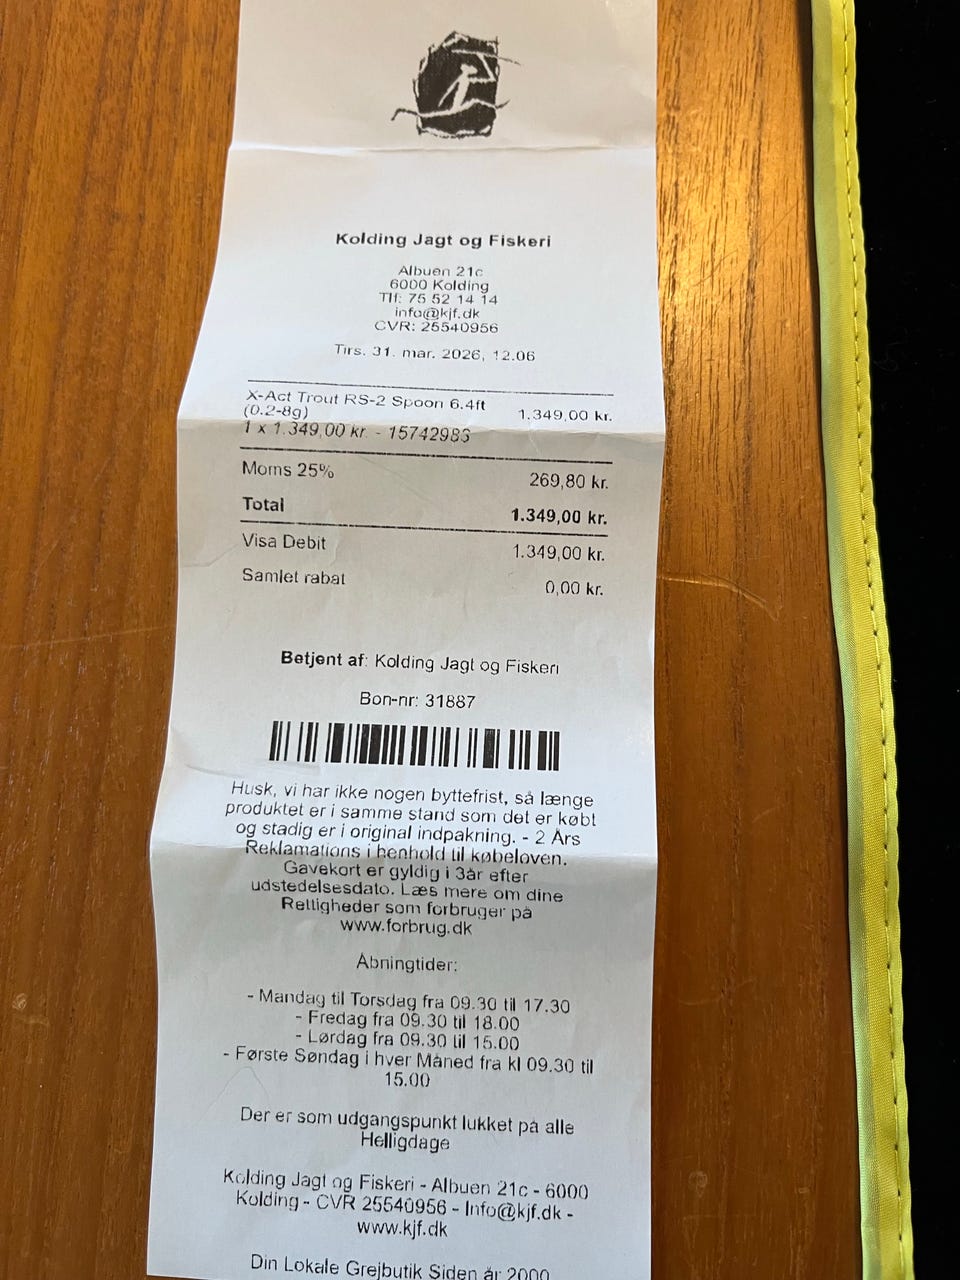 Kolding Jagt og Fiskeri
Albuen 21c
6000 Kolding
Tlf: 75 52 14 14
info@kjf.dk
CVR: 25540956
Tirs. 31. mar. 2026, 12.06
X-Act Trout RS-2 Spoon 6.4ft 1.349,00 kr.
(0.2-8g)
1 x 1.349,00 kr. - 15742986
Moms 25% 269,80 kr.
Total 1.349,00 kr.
Visa Debit 1.349,00 kr.
Samlet rabat 0,00 kr.
Betjent af: Kolding Jagt og Fiskeri
Bon-nr: 31887
Husk, vi har ikke nogen byttefrist, så længe
produktet er i samme stand som det er købt
og stadig er i original indpakning. - 2 Års
Reklamations i henhold til købeloven.
Gavekort er gyldig i 3år efter
udstedelsesdato. Læs mere om dine
Rettigheder som forbruger på
www.forbrug.dk
Åbningtider:
- Mandag til Torsdag fra 09.30 til 17.30
- Fredag fra 09.30 til 18.00
- Lørdag fra 09.30 til 15.00
- Første Søndag i hver Måned fra kl 09.30 til
15.00
Der er som udgangspunkt lukket på alle
Helligdage
Kolding Jagt og Fiskeri - Albuen 21c - 6000
Kolding - CVR 25540956 - Info@kjf.dk -
www.kjf.dk
Din Lokale Grejbutik Siden år 2000